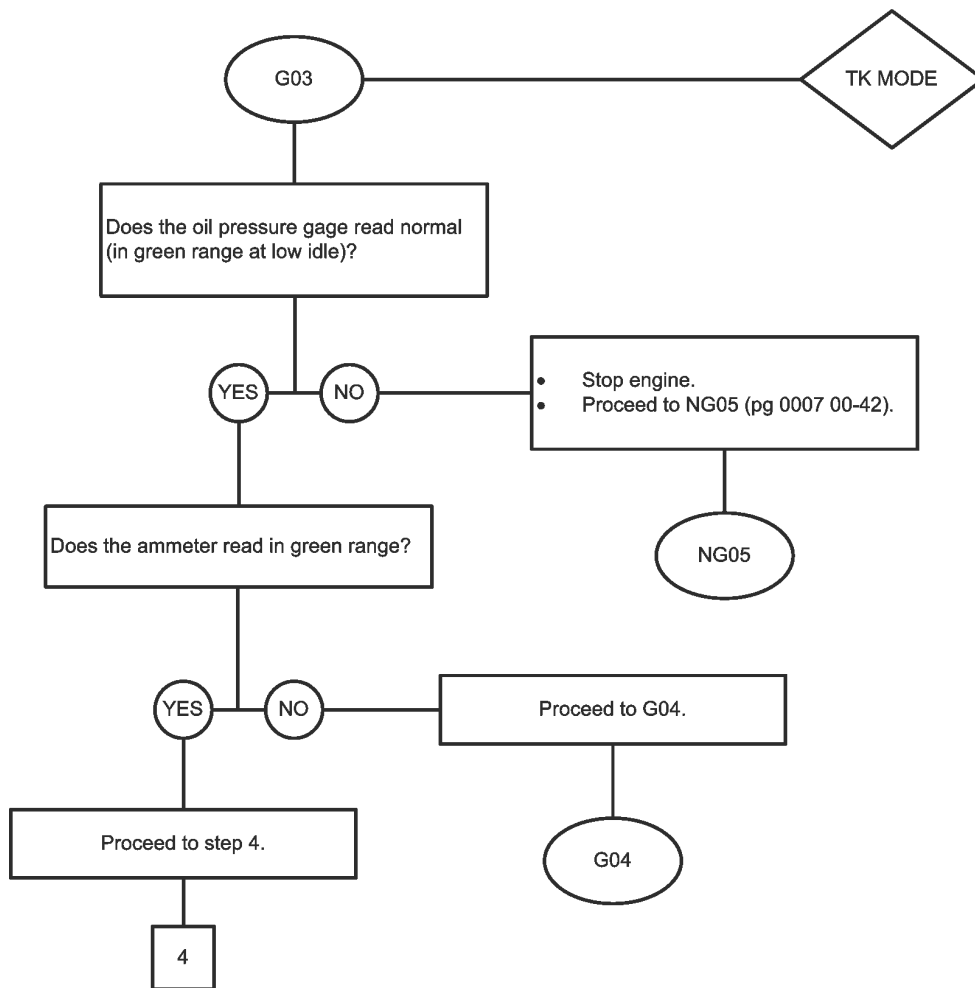 G03
TK MODE
Does the oil pressure gage read normal
(in green range at low idle)?
YES
NO
• Stop engine.
• Proceed to NG05 (pg 0007 00-42).
Does the ammeter read in green range?
NG05
YES
NO
Proceed to G04.
Proceed to step 4.
G04
4